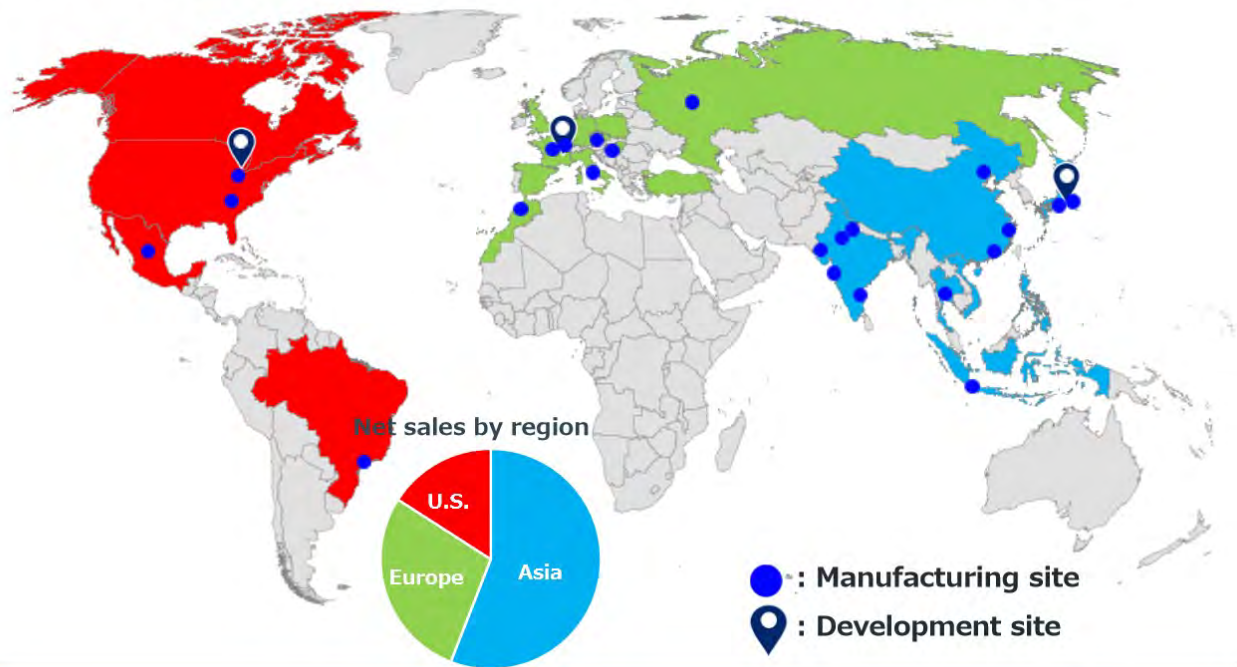 Net sales by region
U.S.
Europe
Asia
: Manufacturing site
: Development site